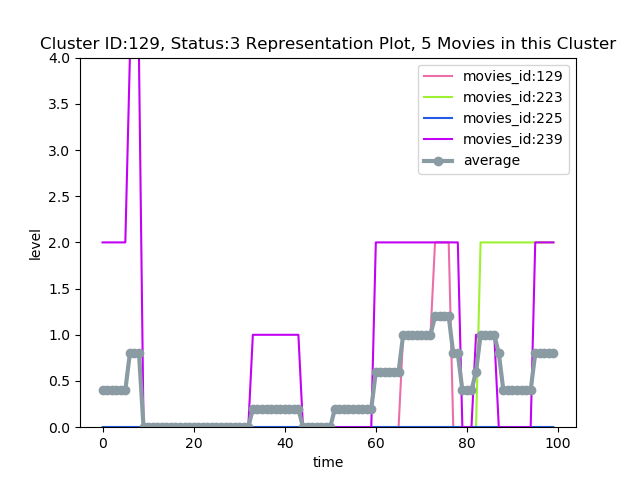 Cluster ID:129, Status:3 Representation Plot, 5 Movies in this Cluster
4.0
3.5
3.0
2.5
2.0
1.5
1.0
0.5
0.0
level
0 20 40 60 80 100
time
movies_id:129
movies_id:223
movies_id:225
movies_id:239
average